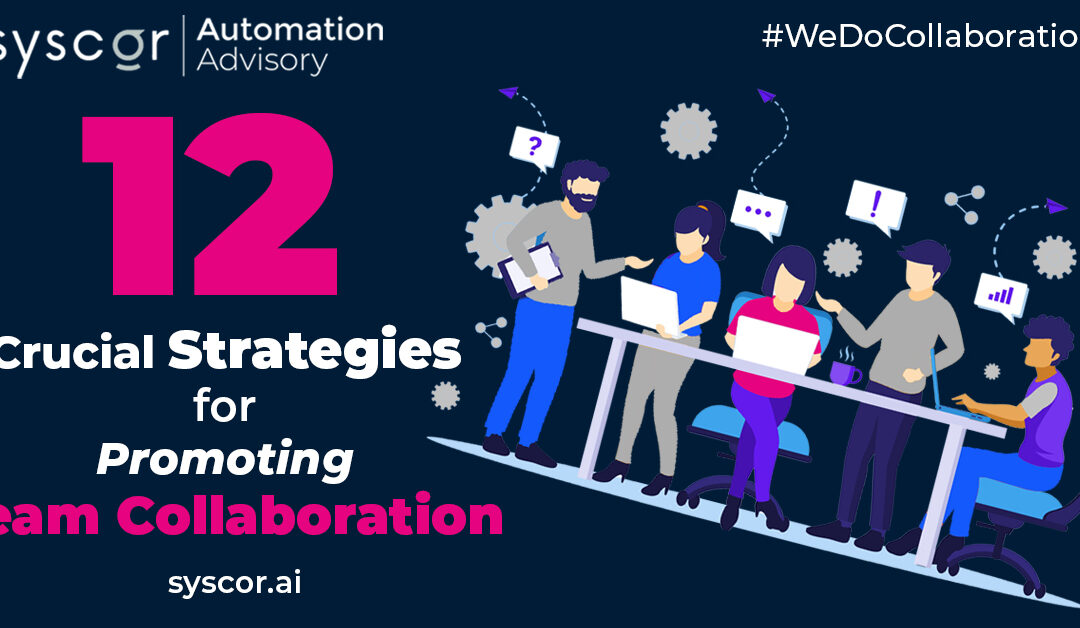 syscor
Automation
Advisory
#WeDoCollaboratio
12
Crucial Strategies
for
Promoting
eam Collaboration
syscor.ai
?
...
!